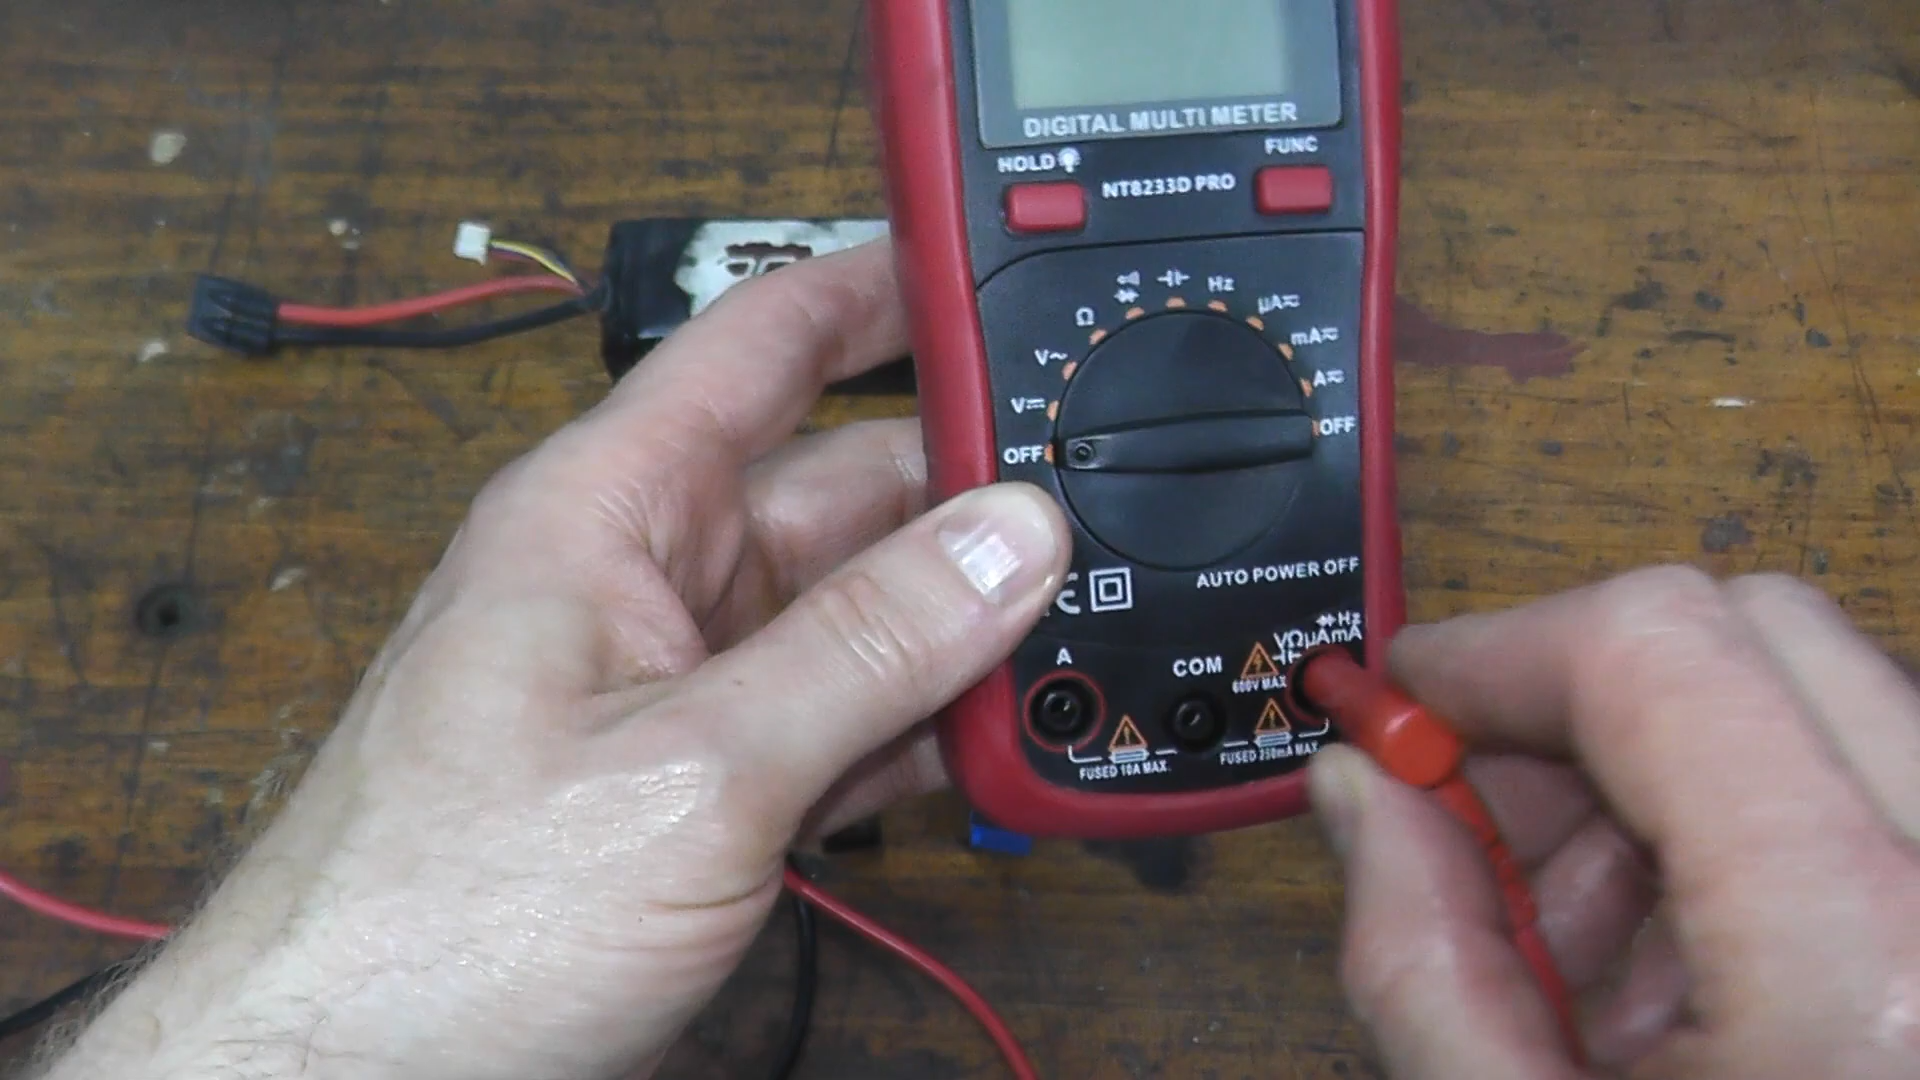 DIGITAL MULTI METER
HOLD
FUNC
NT8233D PRO
Hz
Ω
µA
mA
V~
A
V
OFF
OFF
AUTO POWER OFF
CE
Hz
VΩµAmA
A
COM
600V MAX
FUSED 10A MAX.
FUSED 250mA MAX